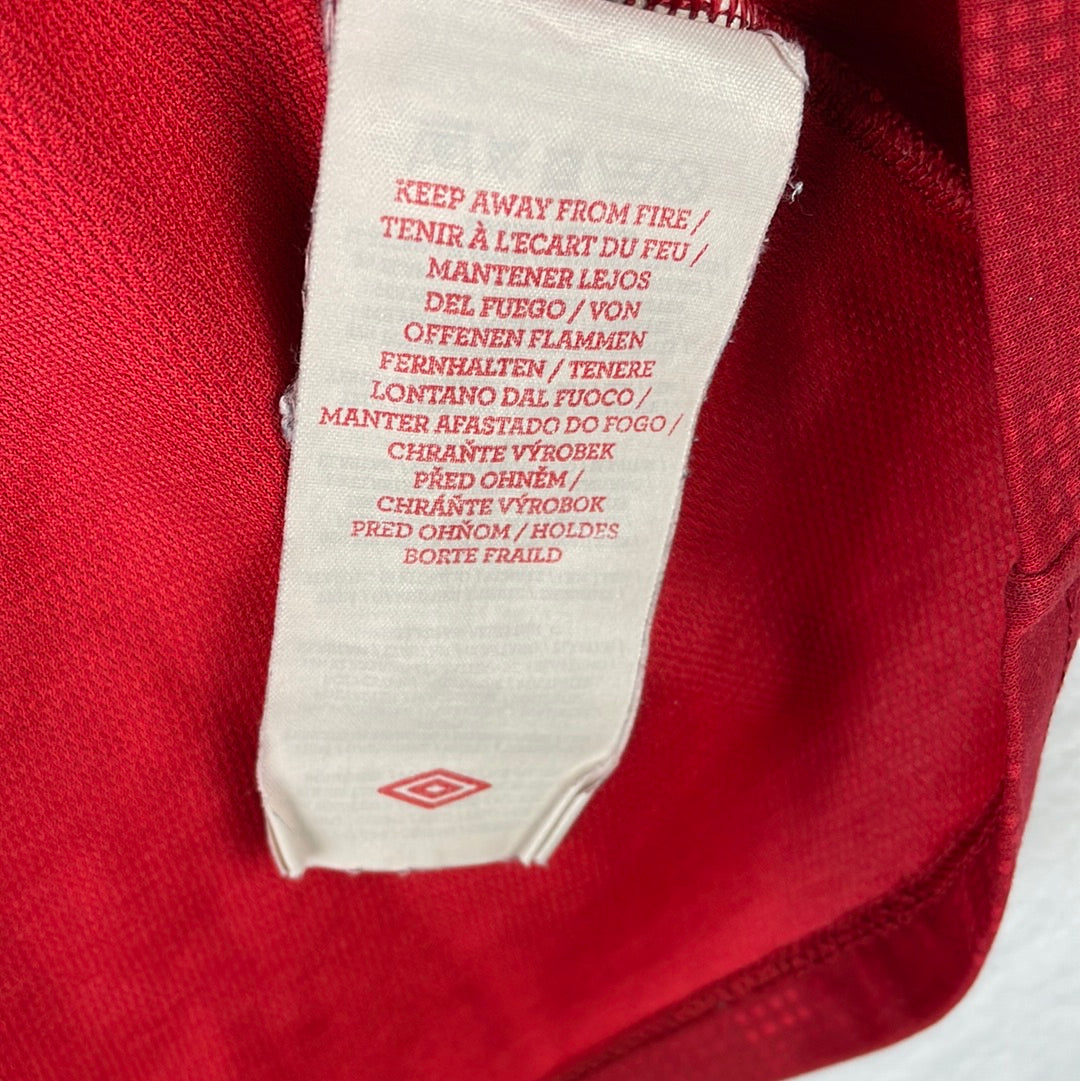 KEEP AWAY FROM FIRE /
TENIR À L'ECART DU FEU /
MANTENER LEJOS
DEL FUEGO / VON
OFFENEN FLAMMEN
FERNHALTEN / TENERE
LONTANO DAL FUOCO /
MANTER AFASTADO DO FOGO /
CHRAŇTE VÝROBEK
PŘED OHNĚM /
CHRÁŇTE VÝROBOK
PRED OHŇOM / HOLDES
BORTE FRAILD